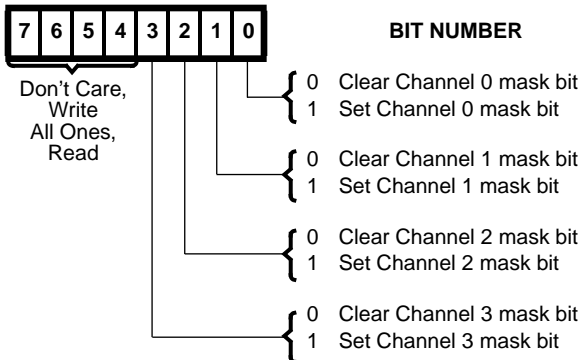 7 6 5 4 3 2 1 0 BIT NUMBER
Don't Care,
Write
All Ones,
Read
0 Clear Channel 0 mask bit
1 Set Channel 0 mask bit
0 Clear Channel 1 mask bit
1 Set Channel 1 mask bit
0 Clear Channel 2 mask bit
1 Set Channel 2 mask bit
0 Clear Channel 3 mask bit
1 Set Channel 3 mask bit